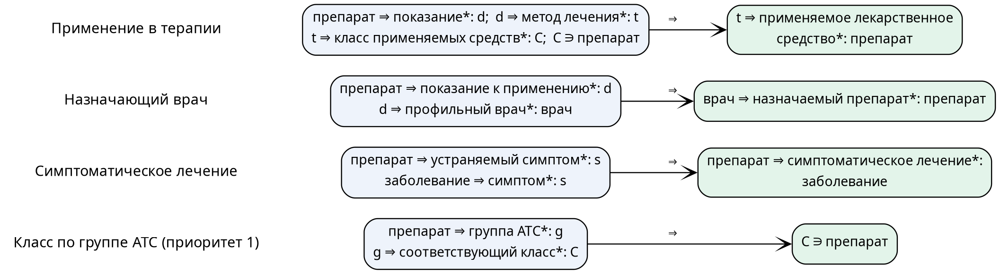 Применение в терапии
препарат ⇒ показание*: d;  d ⇒ метод лечения*: t
t ⇒ класс применяемых средств*: C;  C ∋ препарат
⇒
t ⇒ применяемое лекарственное
средство*: препарат
Назначающий врач
препарат ⇒ показание к применению*: d
d ⇒ профильный врач*: врач
⇒
врач ⇒ назначаемый препарат*: препарат
Симптоматическое лечение
препарат ⇒ устраняемый симптом*: s
заболевание ⇒ симптом*: s
⇒
препарат ⇒ симптоматическое лечение*:
заболевание
Класс по группе АТС (приоритет 1)
препарат ⇒ группа АТС*: g
g ⇒ соответствующий класс*: C
⇒
C ∋ препарат